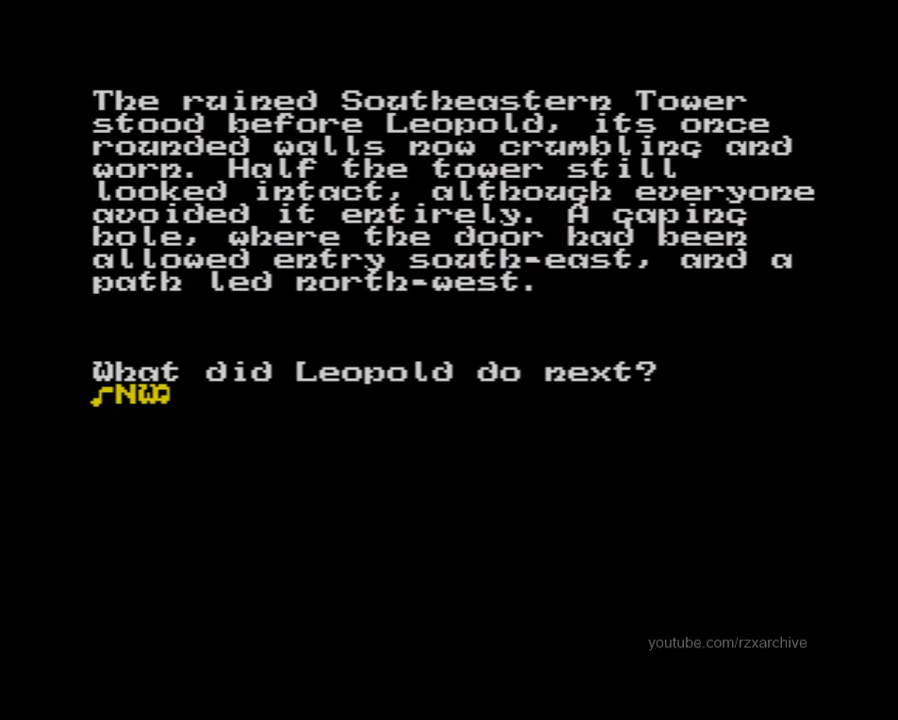 The ruined Southeastern Tower
stood before Leopold, its once
rounded walls now crumbling and
worn. Half the tower still
looked intact, although everyone
avoided it entirely. A gaping
hole, where the door had been
allowed entry south-east, and a
path led north-west.
What did Leopold do next?
♪NW♫
youtube.com/rzxarchive